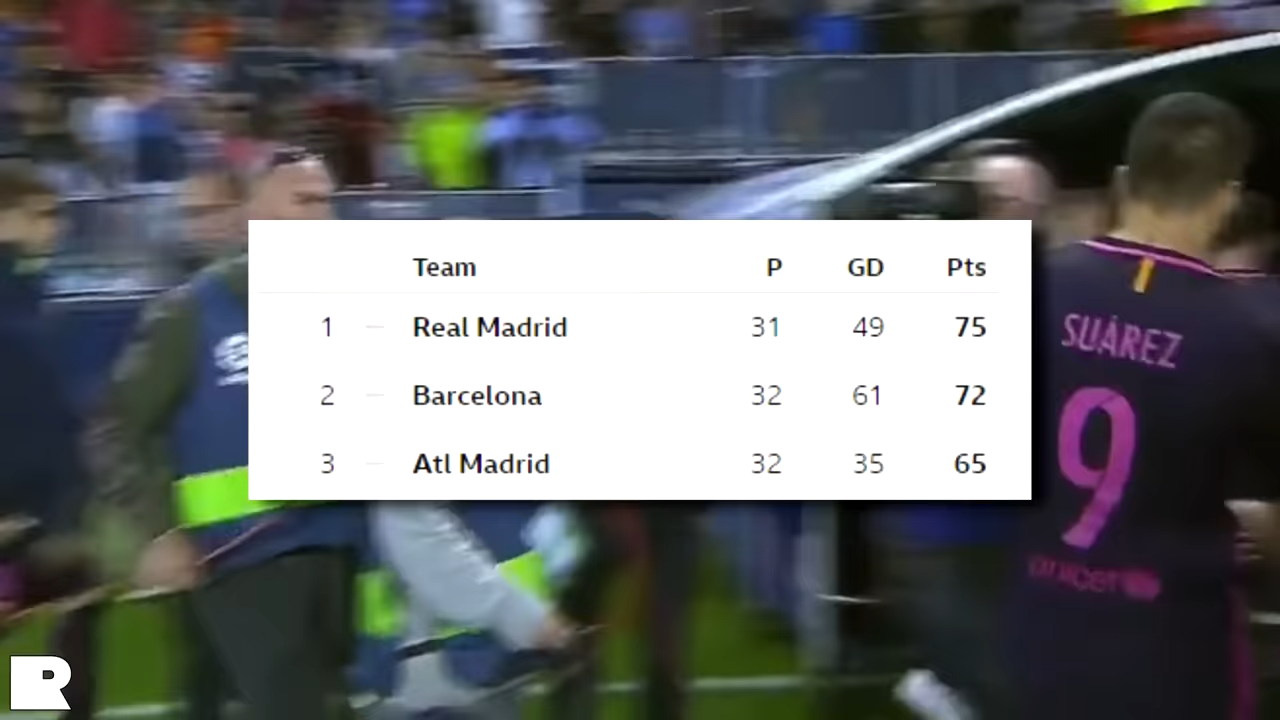 Team P GD Pts
1 Real Madrid 31 49 75
2 Barcelona 32 61 72
3 Atl Madrid 32 35 65
SUÁREZ
9
unicef
R